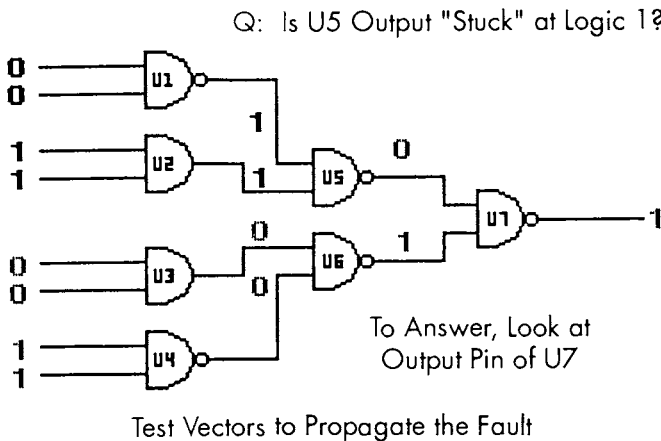 Q: Is U5 Output "Stuck" at Logic 1?
0
0
U1
1
1
1
U2
1
U5
0
U7
1
0
0
U3
0
0
U6
1
1
1
U4
To Answer, Look at
Output Pin of U7
Test Vectors to Propagate the Fault